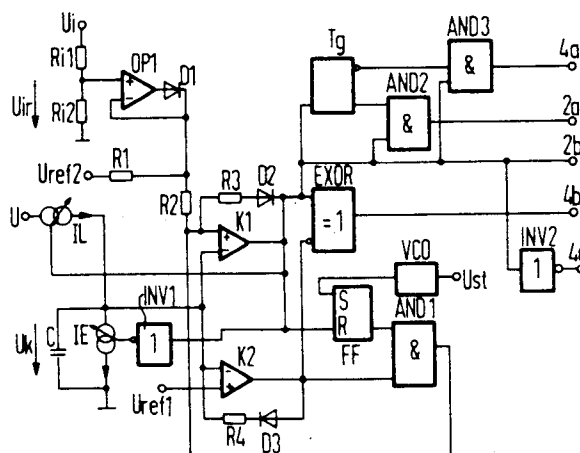 Ui
Ri1
OP1
D1
+
-
Uir
Ri2
Tg
AND3
&
4a
AND2
&
2a
2b
Uref2
R1
R2
R3
D2
EXOR
=1
4b
U
IL
K1
+
-
VCO
Ust
INV2
1
INV1
1
S
R
FF
AND1
&
Uk
C
IE
K2
-
+
Uref1
R4
D3